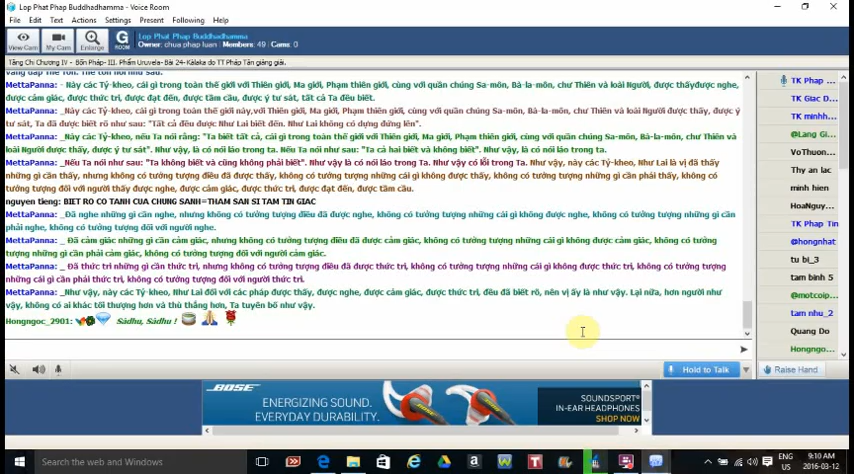 Lop Phat Phap Buddhadhamma - Voice Room
File Edit Text Actions Settings Present Following Help
View Cam My Cam Enlarge
G ROOM
Lop Phat Phap Buddhadhamma
Owner: chua phap luan : Members: 49 : Cams: 0
Tăng Chi Chương IV - Bốn Pháp- III. Phẩm Uruvela- Bài 24- Kàlaka do TT Pháp Tân giảng giải.
MettaPanna: - Này các Tỷ-kheo, cái gì trong toàn thế giới với Thiên giới, Ma giới, Phạm thiên giới, cùng với quần chúng Sa-môn, Bà-la-môn, chư Thiên và loài Người, được thấyđược nghe,
được cảm giác, được thức tri, được đạt đến, được tầm cầu, được ý tư sát, tất cả Ta đều biết.
MettaPanna: _Này các Tỷ-kheo, cái gì trong toàn thế giới này,với Thiên giới, Ma giới, Phạm thiên giới, cùng với quần chúng Sa-môn, Bà-la-môn, chư Thiên và loài Người được thấy, được ý tư
tư sát, Ta đã được biết rõ như sau: "Tất cả đều được Như Lai biết đến. Như Lai không có dựng đứng lên".
MettaPanna: _Này các Tỷ-kheo, nếu Ta nói rằng: "Ta biết tất cả, cái gì trong toàn thế giới với Thiên giới, Ma giới, Phạm thiên giới, cùng với quần chúng Sa-môn, Bà-la-môn, chư Thiên và
loài Người được thấy, được ý tư sát". Như vậy, là có nói láo trong Ta. Nếu Ta nói như sau: "Ta cả hai biết và không biết". Như vậy, là có nói láo trong Ta.
MettaPanna: _Nếu Ta nói như sau: "Ta không biết và cũng không phải biết". Như vậy là có nói láo trong Ta. Như vậy có lỗi trong Ta. Như vậy, này các Tỷ-kheo, Như Lai là vị đã thấy
những gì cần thấy, nhưng không có tưởng tượng điều đã được thấy, không có tưởng tượng những cái gì không được thấy, không có tưởng tượng những gì cần phải thấy, không có
tưởng tượng đối với người thấy được nghe, được cảm giác, được thức tri, được đạt đến, được tầm cầu.
nguyen tieng: BIET RO CO TANH CUA CHUNG SANH=THAM SAN SI TAM TIN GIAC
MettaPanna: _Đã nghe những gì cần nghe, nhưng không có tưởng tượng điều đã được nghe, không có tưởng tượng những cái gì không được nghe, không có tưởng tượng những gì cần
phải nghe, không có tưởng tượng đối với người nghe.
MettaPanna: _ Đã cảm giác những gì cần cảm giác, nhưng không có tưởng tượng điều đã được cảm giác, không có tưởng tượng những cái gì không được cảm giác, không có tưởng
tượng những gì cần phải cảm giác, không có tưởng tượng đối với người cảm giác.
MettaPanna: _ Đã thức tri những gì cần thức tri, nhưng không có tưởng tượng điều đã được thức tri, không có tưởng tượng những cái gì không được thức tri, không có tưởng tượng
những cái gì cần phải thức tri, không có tưởng tượng đối với người thức tri.
MettaPanna: _Như vậy, này các Tỷ-kheo, Như Lai đối với các pháp được thấy, được nghe, được cảm giác, được thức tri, đều đã biết rõ, nên vị ấy là như vậy. Lại nữa, hơn người như
vậy, không có ai khác tối thượng hơn và thù thắng hơn, Ta tuyên bố như vậy.
Hongngoc_2901: Sādhu, Sādhu !
TK Phap
TK Giac D...
TK minhh...
@Lang Gi...
VoThuon...
Thy an lac
minh hien
HoaNguy...
TK Phap Tin
@hongnhat
tu bi_3
tam binh 5
@motcoip...
tam nhu_2
Quang Do
Hongngo...
Hold to Talk
Raise Hand
BOSE
ENERGIZING SOUND.
EVERYDAY DURABILITY.
SOUNDSPORT®
IN-EAR HEADPHONES
SHOP NOW
Search the web and Windows
ENG
US
9:10 AM
2016-03-12